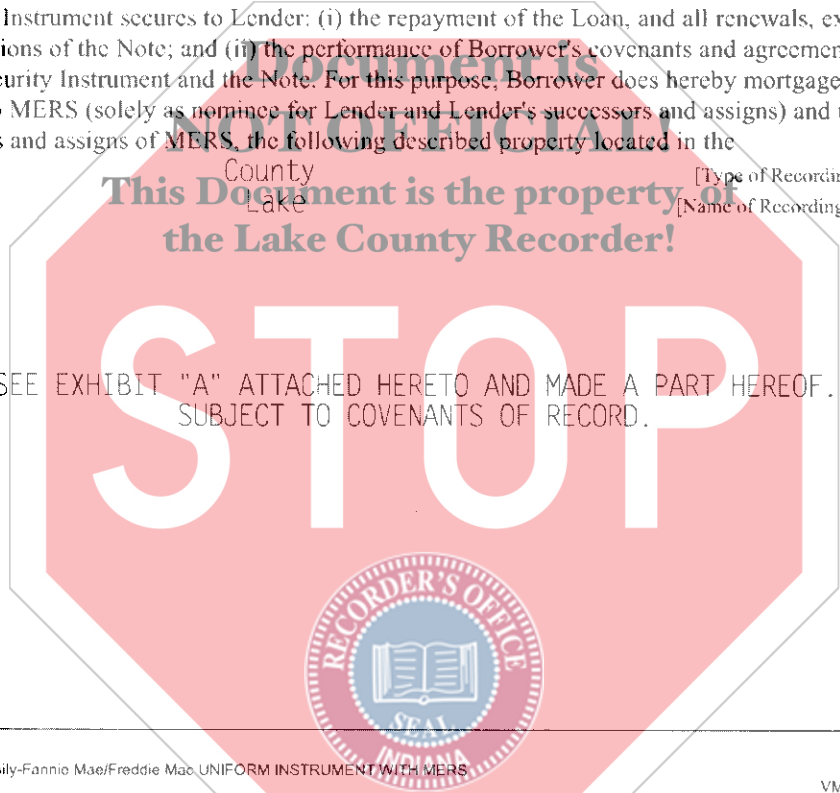 Instrument secures to Lender: (i) the repayment of the Loan, and all renewals, ex
ions of the Note; and (ii) the performance of Borrower's covenants and agreemen
urity Instrument and the Note. For this purpose, Borrower does hereby mortgage
MERS (solely as nominee for Lender and Lender's successors and assigns) and
s and assigns of MERS, the following described property located in the
Document is
NOT OFFICIAL!
This Document is the property of
the Lake County Recorder!
County [Type of Recordin
Lake [Name of Recording
STOP
SEE EXHIBIT "A" ATTACHED HERETO AND MADE A PART HEREOF.
SUBJECT TO COVENANTS OF RECORD.
RECORDER'S OFFICE
SEAL
INDIANA
ily-Fannie Mae/Freddie Mac UNIFORM INSTRUMENT WITH MERS
VM